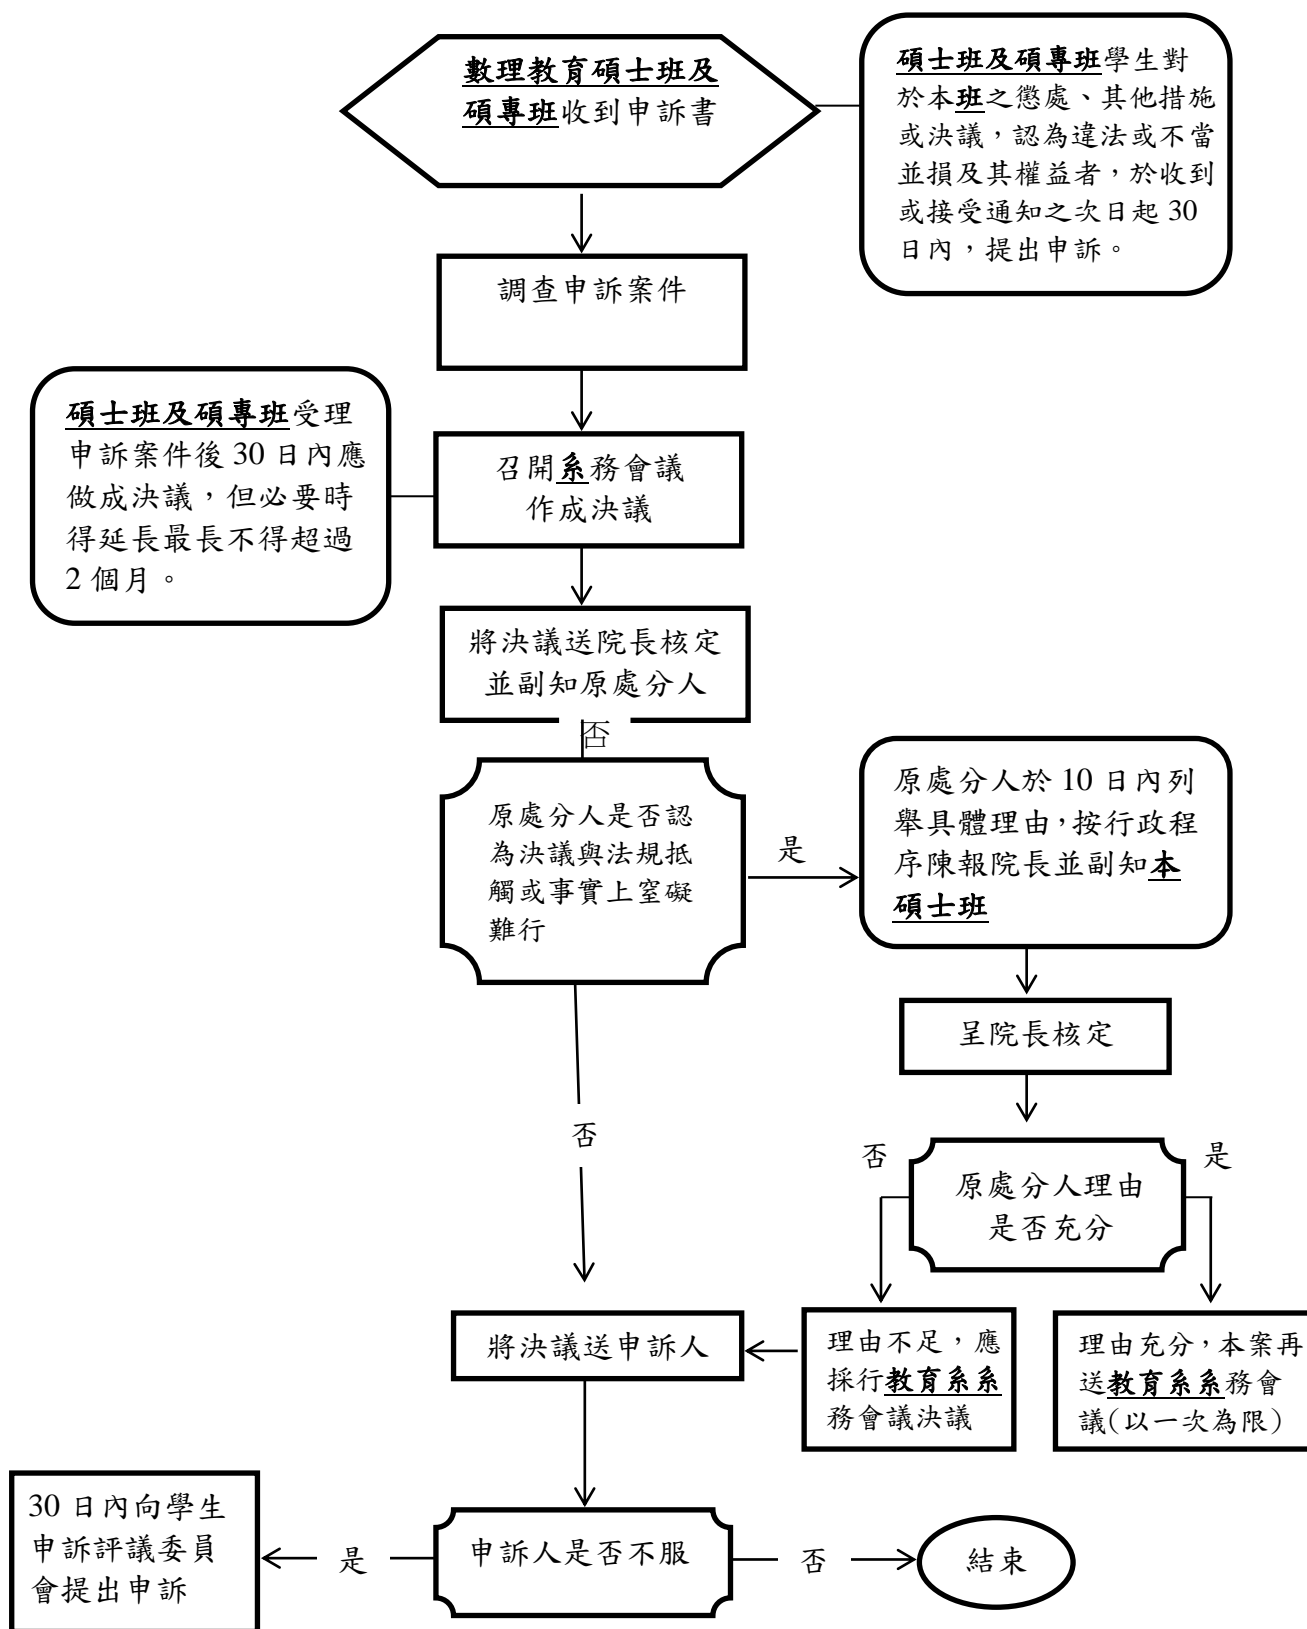 數理教育碩士班及
碩專班收到申訴書
碩士班及碩專班學生對
於本班之懲處、其他措施
或決議，認為違法或不當
並損及其權益者，於收到
或接受通知之次日起 30
日內，提出申訴。
調查申訴案件
碩士班及碩專班受理
申訴案件後 30 日內應
做成決議，但必要時
得延長最長不得超過
2 個月。
召開系務會議
作成決議
將決議送院長核定
並副知原處分人
否
原處分人是否認
為決議與法規抵
觸或事實上窒礙
難行
是
原處分人於 10 日內列
舉具體理由，按行政程
序陳報院長並副知本
碩士班
呈院長核定
否
否
是
原處分人理由
是否充分
將決議送申訴人
理由不足，應
採行教育系系
務會議決議
理由充分，本案再
送教育系系務會
議(以一次為限)
30 日內向學生
申訴評議委員
會提出申訴
是
申訴人是否不服
否
結束